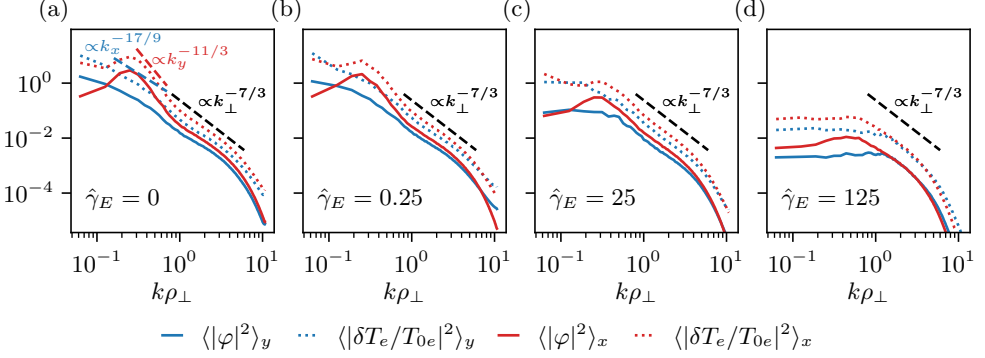 (a) (b) (c) (d)
∝k_x^{-17/9} ∝k_y^{-11/3} ∝k_⊥^{-7/3} ∝k_⊥^{-7/3} ∝k_⊥^{-7/3} ∝k_⊥^{-7/3}
10^0
10^{-2}
10^{-4}
γ̂_E = 0 γ̂_E = 0.25 γ̂_E = 25 γ̂_E = 125
10^{-1} 10^0 10^1 10^{-1} 10^0 10^1 10^{-1} 10^0 10^1 10^{-1} 10^0 10^1
kρ_⊥ kρ_⊥ kρ_⊥ kρ_⊥
⟨|φ|^2⟩_y ⟨|δT_e/T_{0e}|^2⟩_y ⟨|φ|^2⟩_x ⟨|δT_e/T_{0e}|^2⟩_x